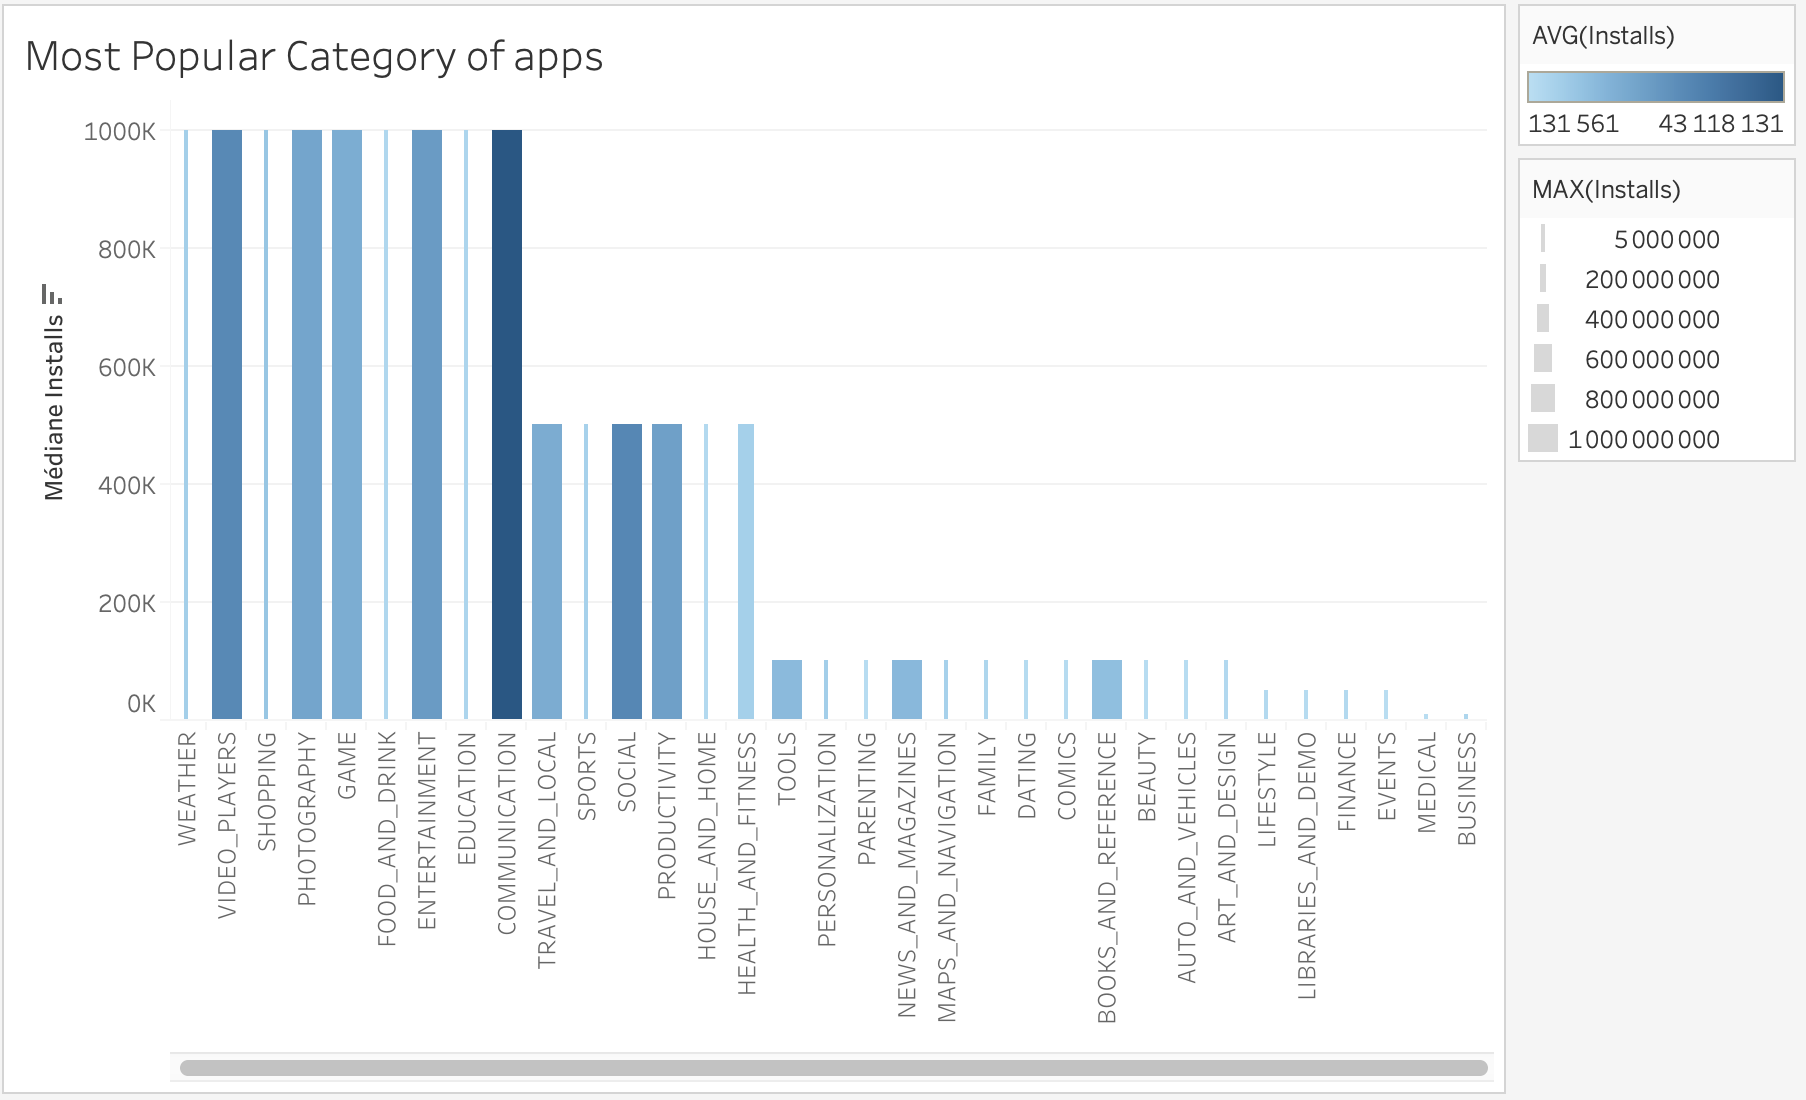 Most Popular Category of apps
1000K
800K
600K
400K
200K
0K
Médiane Installs
WEATHER
VIDEO_PLAYERS
SHOPPING
PHOTOGRAPHY
GAME
FOOD_AND_DRINK
ENTERTAINMENT
EDUCATION
COMMUNICATION
TRAVEL_AND_LOCAL
SPORTS
SOCIAL
PRODUCTIVITY
HOUSE_AND_HOME
HEALTH_AND_FITNESS
TOOLS
PERSONALIZATION
PARENTING
NEWS_AND_MAGAZINES
MAPS_AND_NAVIGATION
FAMILY
DATING
COMICS
BOOKS_AND_REFERENCE
BEAUTY
AUTO_AND_VEHICLES
ART_AND_DESIGN
LIFESTYLE
LIBRARIES_AND_DEMO
FINANCE
EVENTS
MEDICAL
BUSINESS
AVG(Installs)
131 561 43 118 131
MAX(Installs)
5 000 000
200 000 000
400 000 000
600 000 000
800 000 000
1 000 000 000